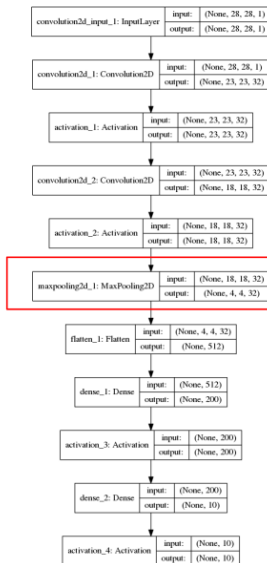 convolution2d_input_1: InputLayer
input: (None, 28, 28, 1)
output: (None, 28, 28, 1)
convolution2d_1: Convolution2D
input: (None, 28, 28, 1)
output: (None, 23, 23, 32)
activation_1: Activation
input: (None, 23, 23, 32)
output: (None, 23, 23, 32)
convolution2d_2: Convolution2D
input: (None, 23, 23, 32)
output: (None, 18, 18, 32)
activation_2: Activation
input: (None, 18, 18, 32)
output: (None, 18, 18, 32)
maxpooling2d_1: MaxPooling2D
input: (None, 18, 18, 32)
output: (None, 4, 4, 32)
flatten_1: Flatten
input: (None, 4, 4, 32)
output: (None, 512)
dense_1: Dense
input: (None, 512)
output: (None, 200)
activation_3: Activation
input: (None, 200)
output: (None, 200)
dense_2: Dense
input: (None, 200)
output: (None, 10)
activation_4: Activation
input: (None, 10)
output: (None, 10)